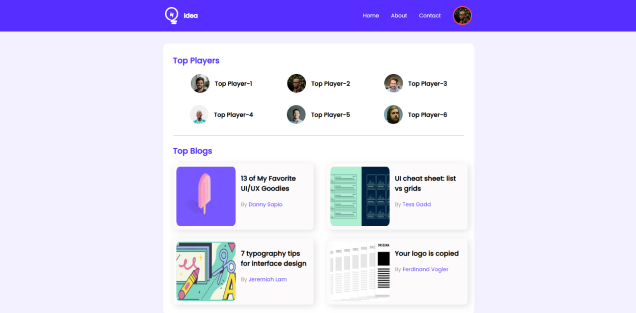 Idea
Home About Contact
Top Players
Top Player-1 Top Player-2 Top Player-3
Top Player-4 Top Player-5 Top Player-6
Top Blogs
13 of My Favorite
UI/UX Goodies
By Danny Sapio
UI cheat sheet: list
vs grids
By Tess Gadd
7 typography tips
for interface design
By Jeremiah Lam
Your logo is copied
By Ferdinand Vogler